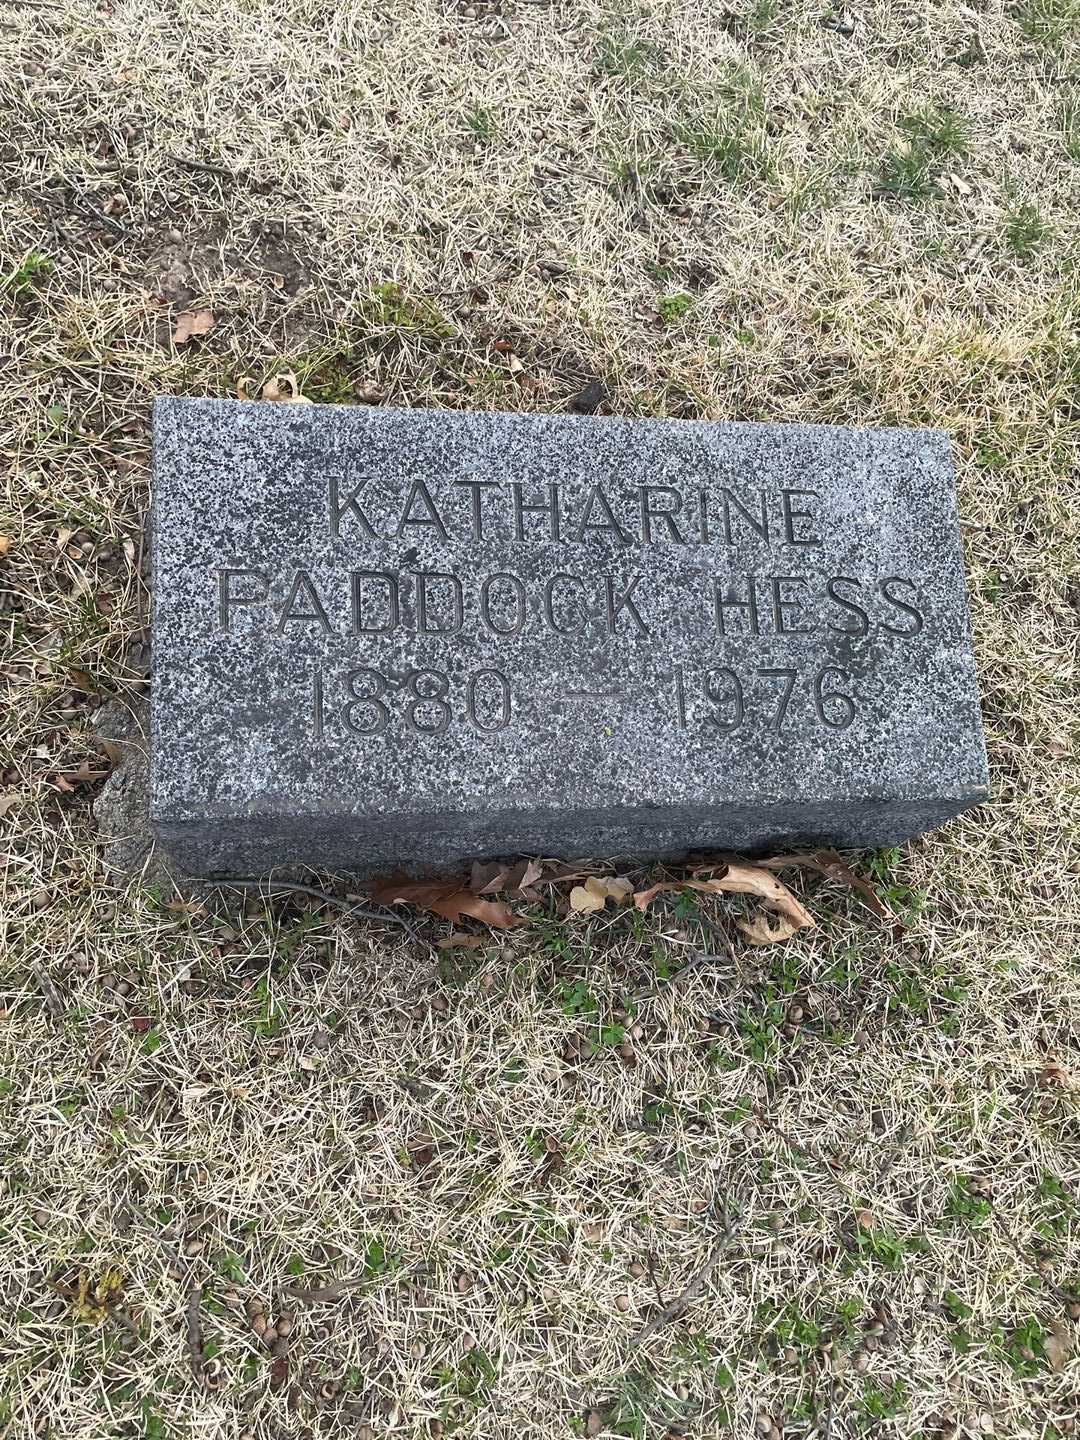 KATHARINE
PADDOCK HESS
1880 — 1976